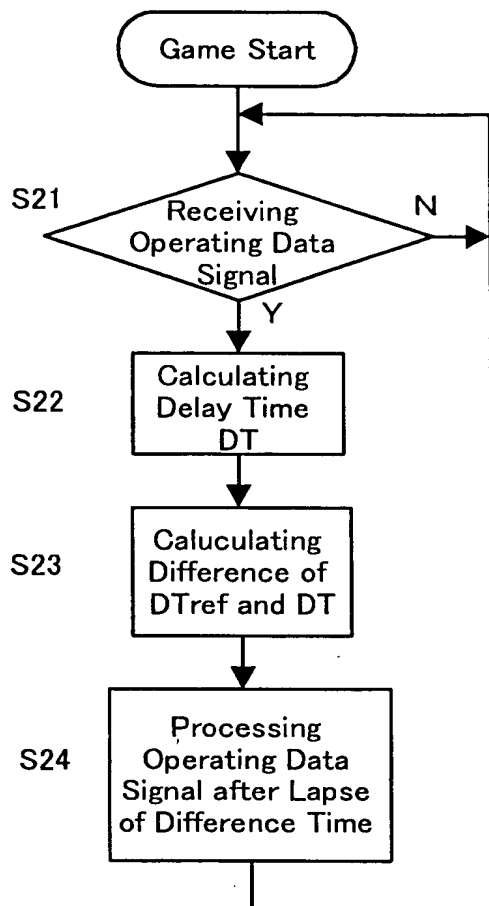 Game Start
S21
Receiving
N
Operating Data
Signal
Y
S22
Calculating
Delay Time
DT
S23
Caluculating
Difference of
DTref and DT
S24
Processing
Operating Data
Signal after Lapse
of Difference Time